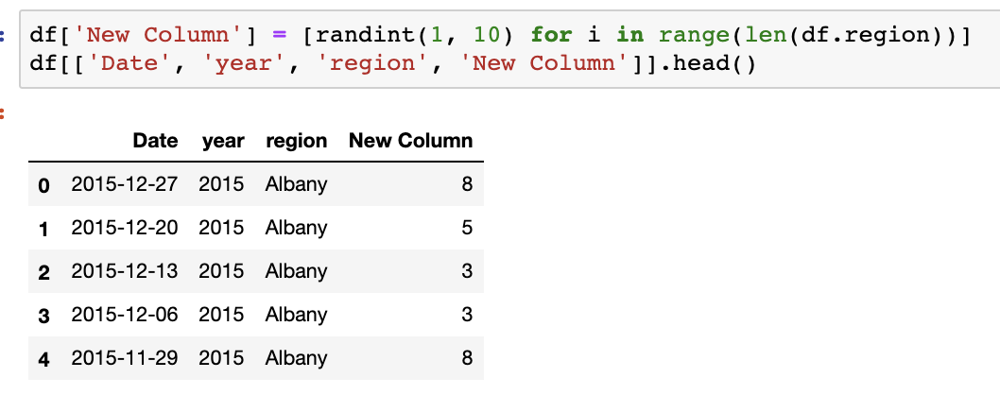 : df['New Column'] = [randint(1, 10) for i in range(len(df.region))]
df[['Date', 'year', 'region', 'New Column']].head()
:
Date year region New Column
0 2015-12-27 2015 Albany 8
1 2015-12-20 2015 Albany 5
2 2015-12-13 2015 Albany 3
3 2015-12-06 2015 Albany 3
4 2015-11-29 2015 Albany 8